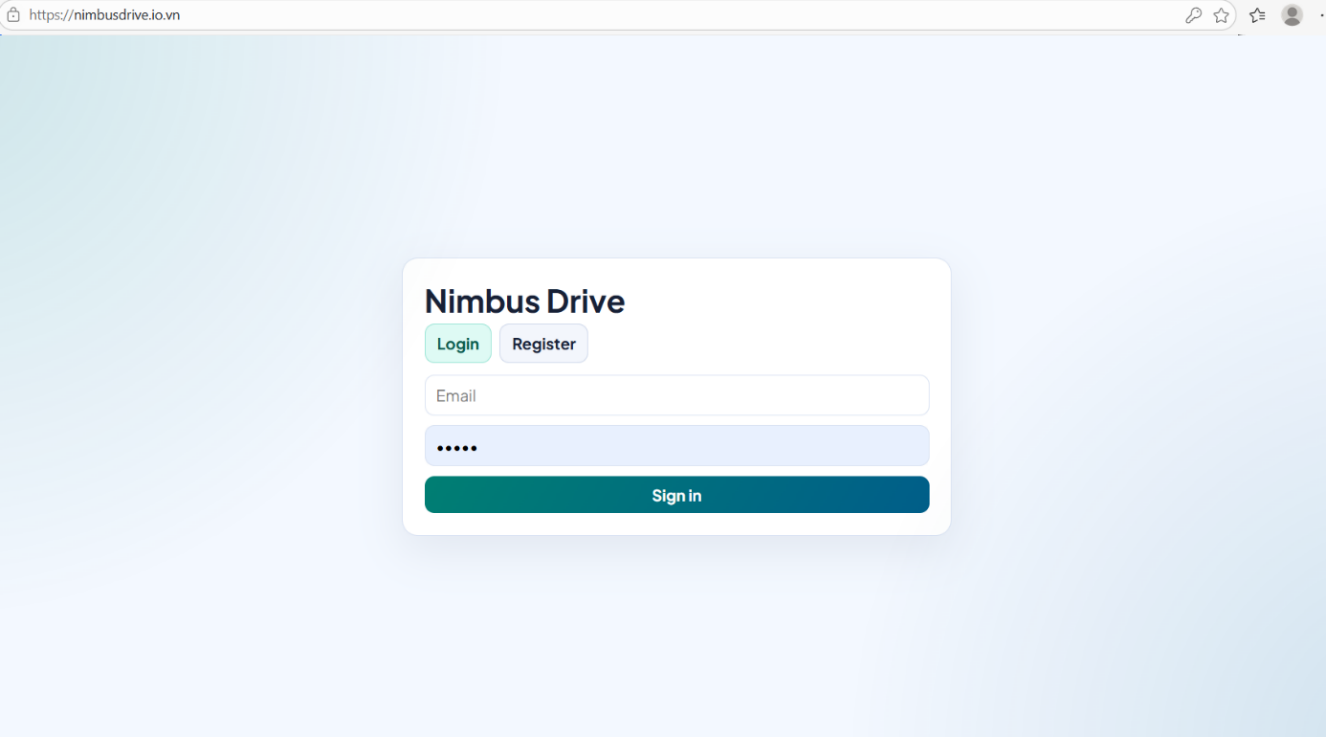 https://nimbusdrive.io.vn
Nimbus Drive
Login Register
Email
•••••
Sign in